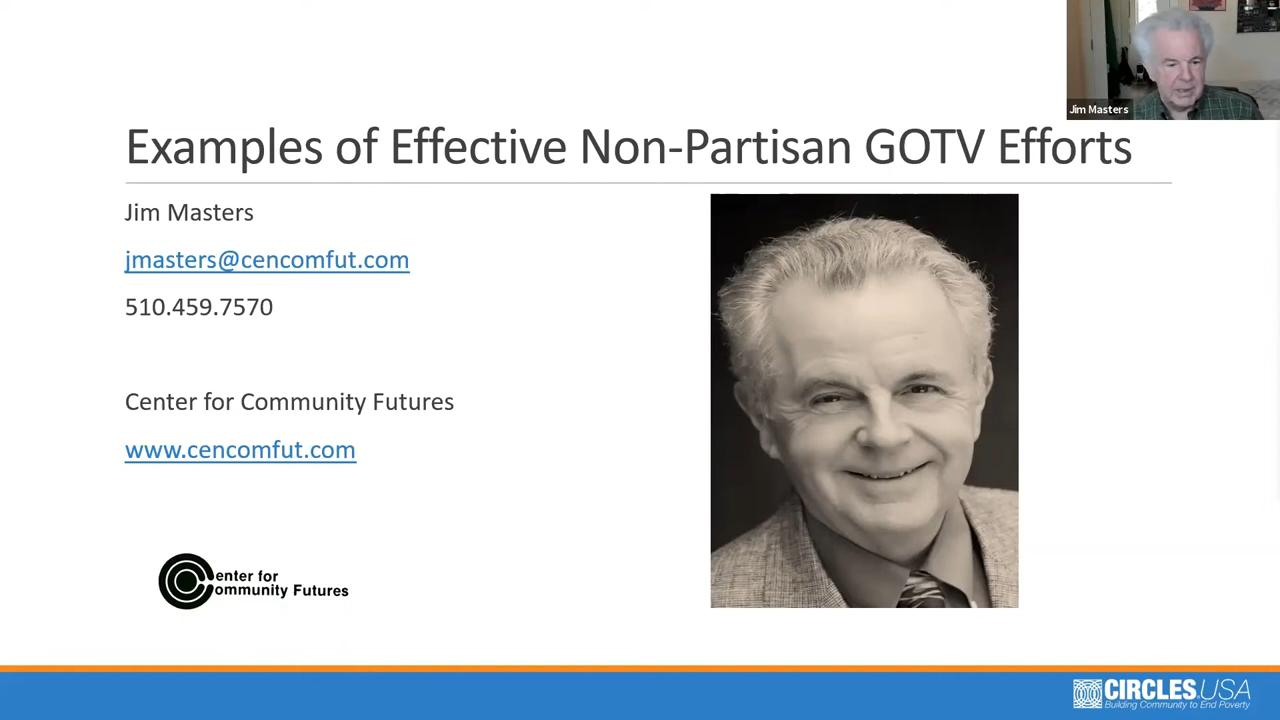 Jim Masters
Examples of Effective Non-Partisan GOTV Efforts
Jim Masters
jmasters@cencomfut.com
510.459.7570
Center for Community Futures
www.cencomfut.com
Center for
Community Futures
CIRCLES USA
Building Community to End Poverty